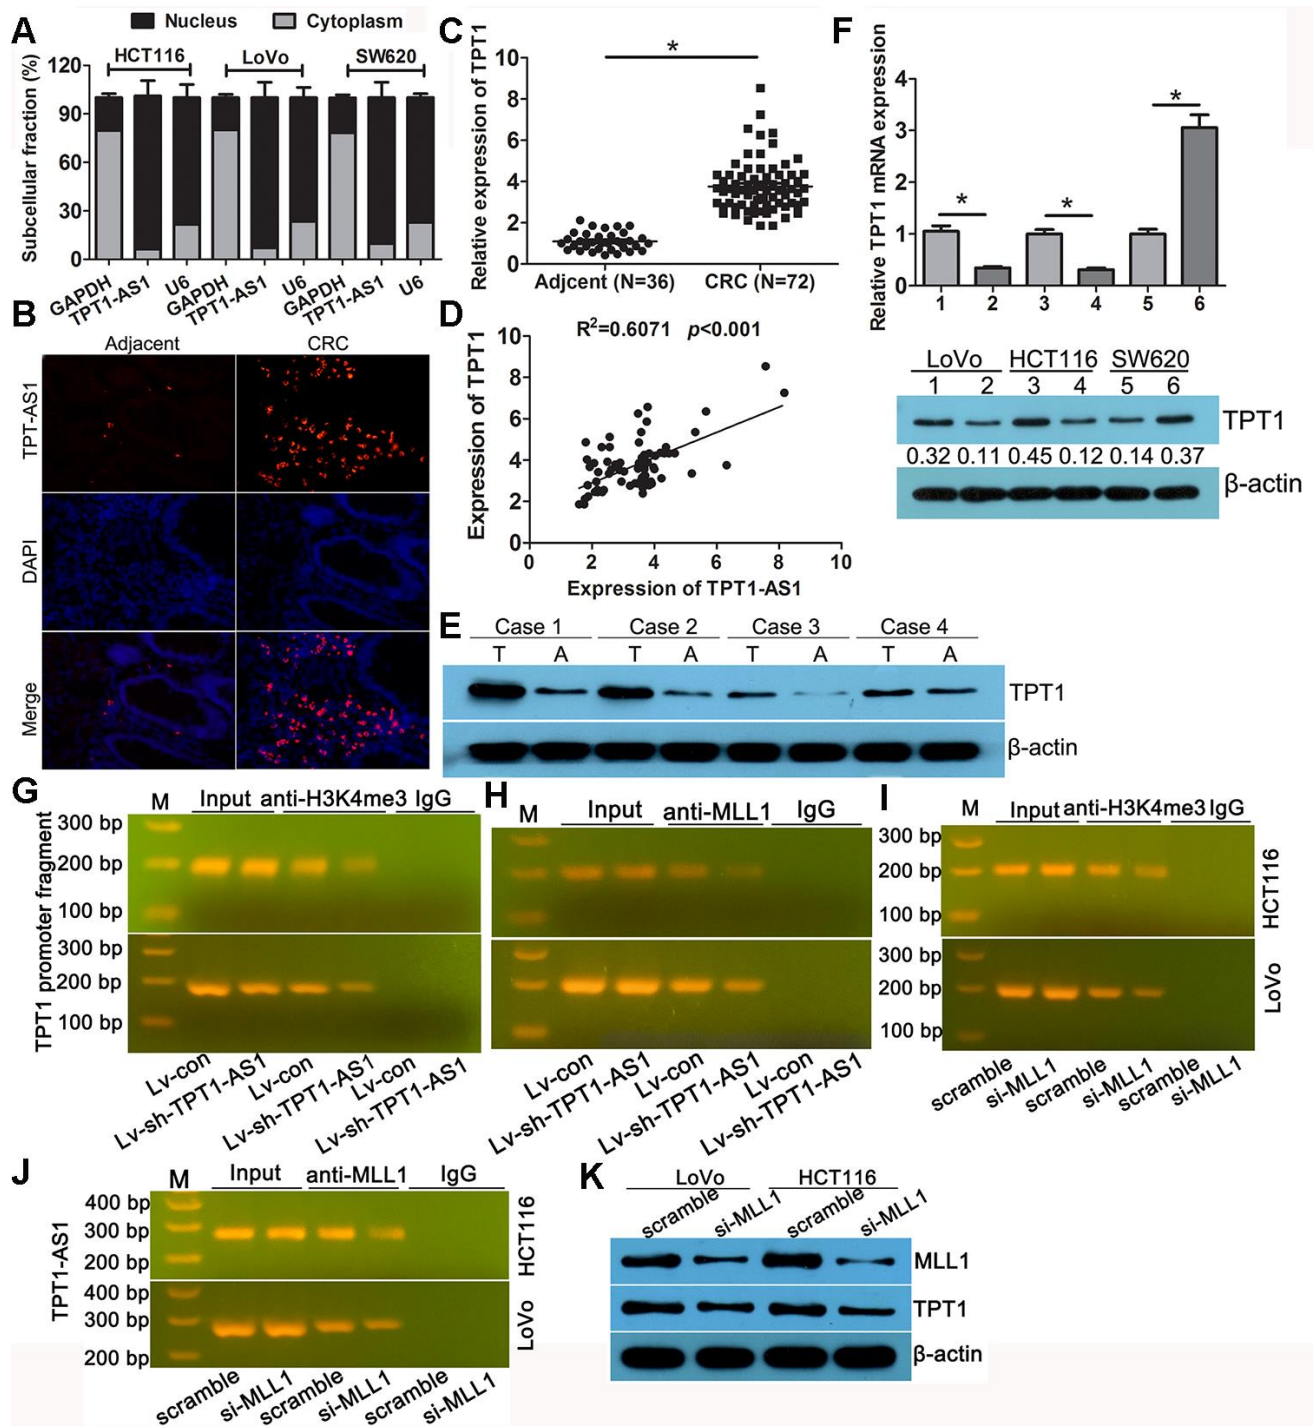 A
Nucleus Cytoplasm
HCT116 LoVo SW620
Subcellular fraction (%)
120
90
60
30
0
GAPDH TPT1-AS1 U6 GAPDH TPT1-AS1 U6 GAPDH TPT1-AS1 U6
B
Adjacent CRC
TPT-AS1
DAPI
Merge
C
Relative expression of TPT1
*
10
8
6
4
2
0
Adjcent (N=36) CRC (N=72)
D
R2=0.6071 p<0.001
Expression of TPT1
10
8
6
4
2
0
0 2 4 6 8 10
Expression of TPT1-AS1
E
Case 1 Case 2 Case 3 Case 4
T A T A T A T A
TPT1
β-actin
F
Relative TPT1 mRNA expression
4
3
2
1
0
* * *
1 2 3 4 5 6
LoVo HCT116 SW620
1 2 3 4 5 6
TPT1
0.32 0.11 0.45 0.12 0.14 0.37
β-actin
G
M Input anti-H3K4me3 IgG
TPT1 promoter fragment
300 bp
200 bp
100 bp
300 bp
200 bp
100 bp
Lv-con Lv-sh-TPT1-AS1 Lv-con Lv-sh-TPT1-AS1 Lv-con Lv-sh-TPT1-AS1
H
M Input anti-MLL1 IgG
Lv-con Lv-sh-TPT1-AS1 Lv-con Lv-sh-TPT1-AS1 Lv-con Lv-sh-TPT1-AS1
I
M Input anti-H3K4me3 IgG
300 bp
200 bp
100 bp
HCT116
300 bp
200 bp
100 bp
LoVo
scramble si-MLL1 scramble si-MLL1 scramble si-MLL1
J
M Input anti-MLL1 IgG
TPT1-AS1
400 bp
300 bp
200 bp
HCT116
400 bp
300 bp
200 bp
LoVo
scramble si-MLL1 scramble si-MLL1 scramble si-MLL1
K
LoVo HCT116
scramble si-MLL1 scramble si-MLL1
MLL1
TPT1
β-actin